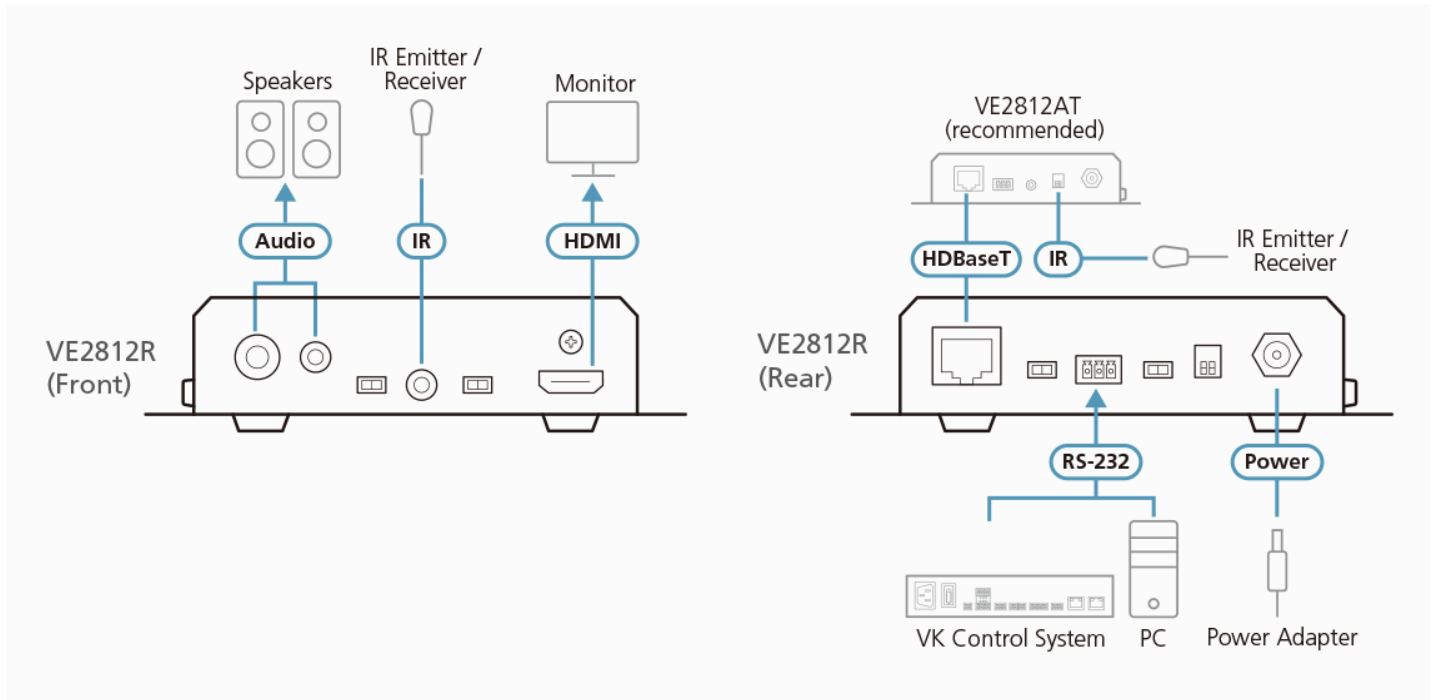 Speakers
IR Emitter /
Receiver
Monitor
Audio
IR
HDMI
VE2812R
(Front)
VE2812AT
(recommended)
HDBaseT
IR
IR Emitter /
Receiver
VE2812R
(Rear)
RS-232
Power
VK Control System
PC
Power Adapter